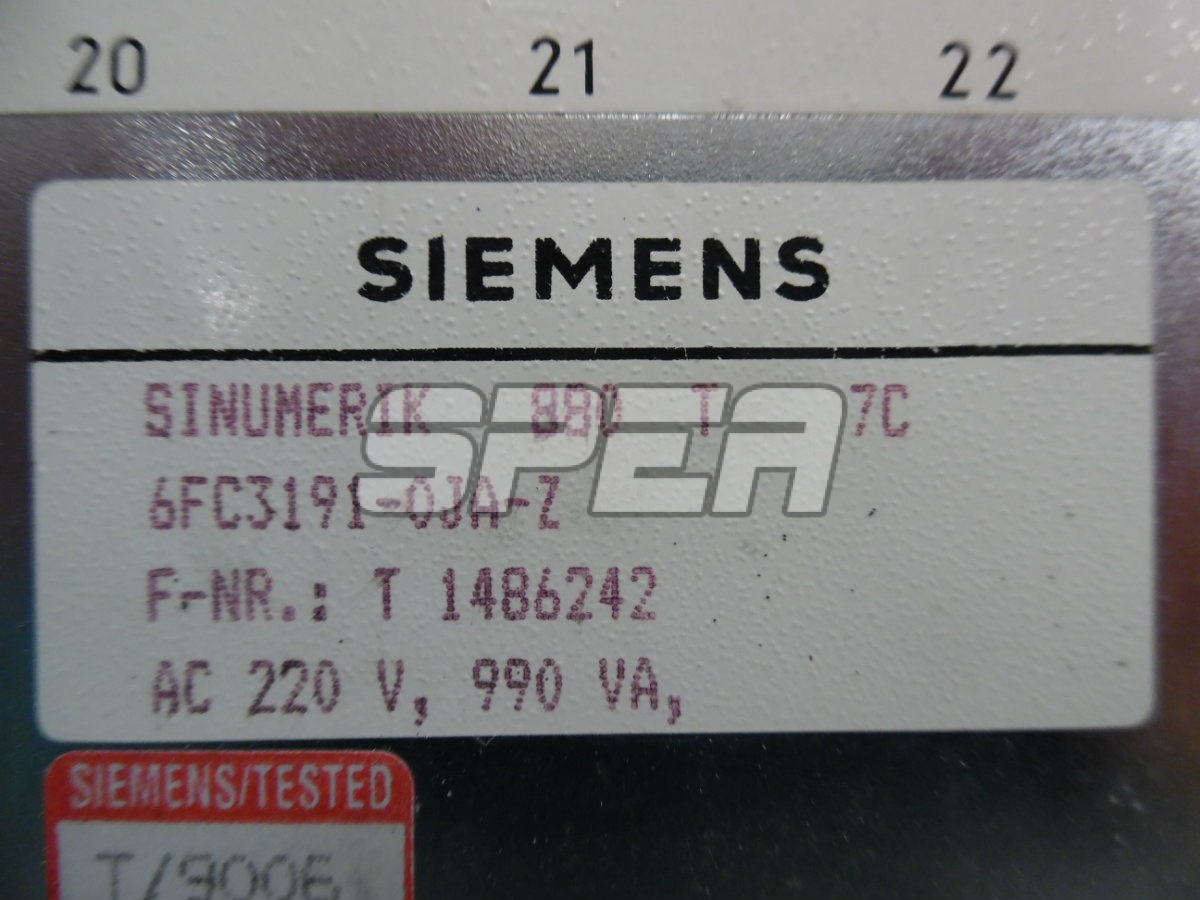 20 21 22
SIEMENS
SINUMERIK 880 T 7C
SPEA
6FC3191-0JA-Z
F-NR.: T 1486242
AC 220 V, 990 VA,
SIEMENS/TESTED